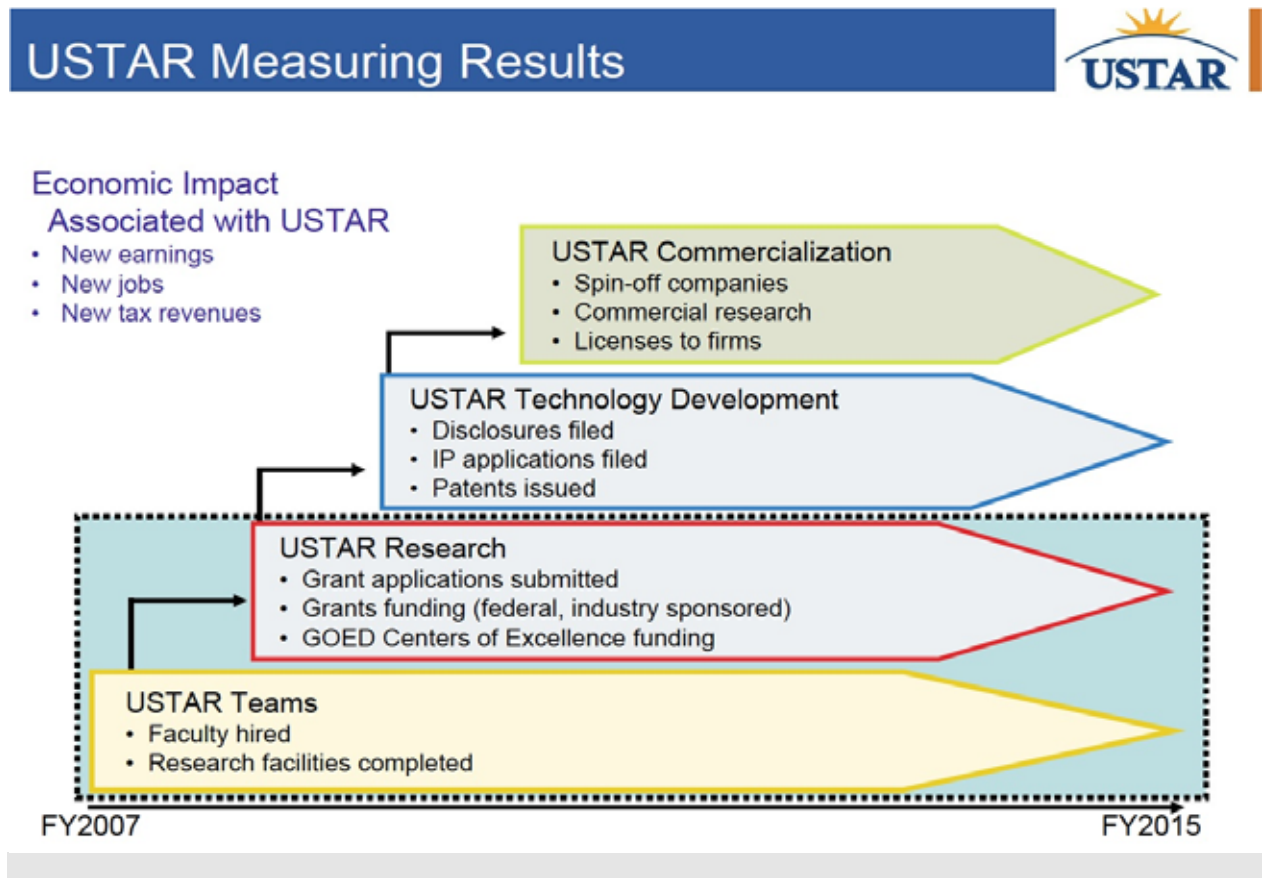 USTAR Measuring Results
USTAR
Economic Impact
Associated with USTAR
• New earnings
• New jobs
• New tax revenues
USTAR Commercialization
• Spin-off companies
• Commercial research
• Licenses to firms
USTAR Technology Development
• Disclosures filed
• IP applications filed
• Patents issued
USTAR Research
• Grant applications submitted
• Grants funding (federal, industry sponsored)
• GOED Centers of Excellence funding
USTAR Teams
• Faculty hired
• Research facilities completed
FY2007
FY2015